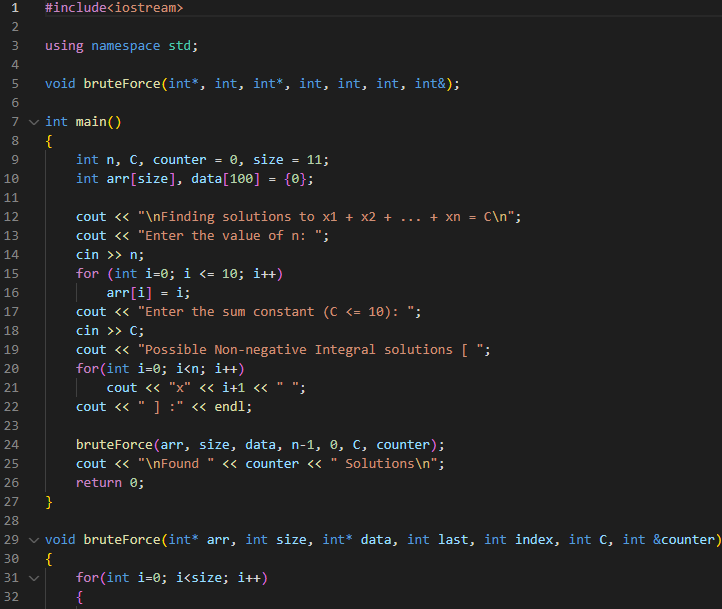 1 #include<iostream>
2
3 using namespace std;
4
5 void bruteForce(int*, int, int*, int, int, int, int&);
6
7 int main()
8 {
9 int n, C, counter = 0, size = 11;
10 int arr[size], data[100] = {0};
11
12 cout << "\nFinding solutions to x1 + x2 + ... + xn = C\n";
13 cout << "Enter the value of n: ";
14 cin >> n;
15 for (int i=0; i <= 10; i++)
16 arr[i] = i;
17 cout << "Enter the sum constant (C <= 10): ";
18 cin >> C;
19 cout << "Possible Non-negative Integral solutions [ ";
20 for(int i=0; i<n; i++)
21 cout << "x" << i+1 << " ";
22 cout << " ] :" << endl;
23
24 bruteForce(arr, size, data, n-1, 0, C, counter);
25 cout << "\nFound " << counter << " Solutions\n";
26 return 0;
27 }
28
29 void bruteForce(int* arr, int size, int* data, int last, int index, int C, int &counter)
30 {
31 for(int i=0; i<size; i++)
32 {